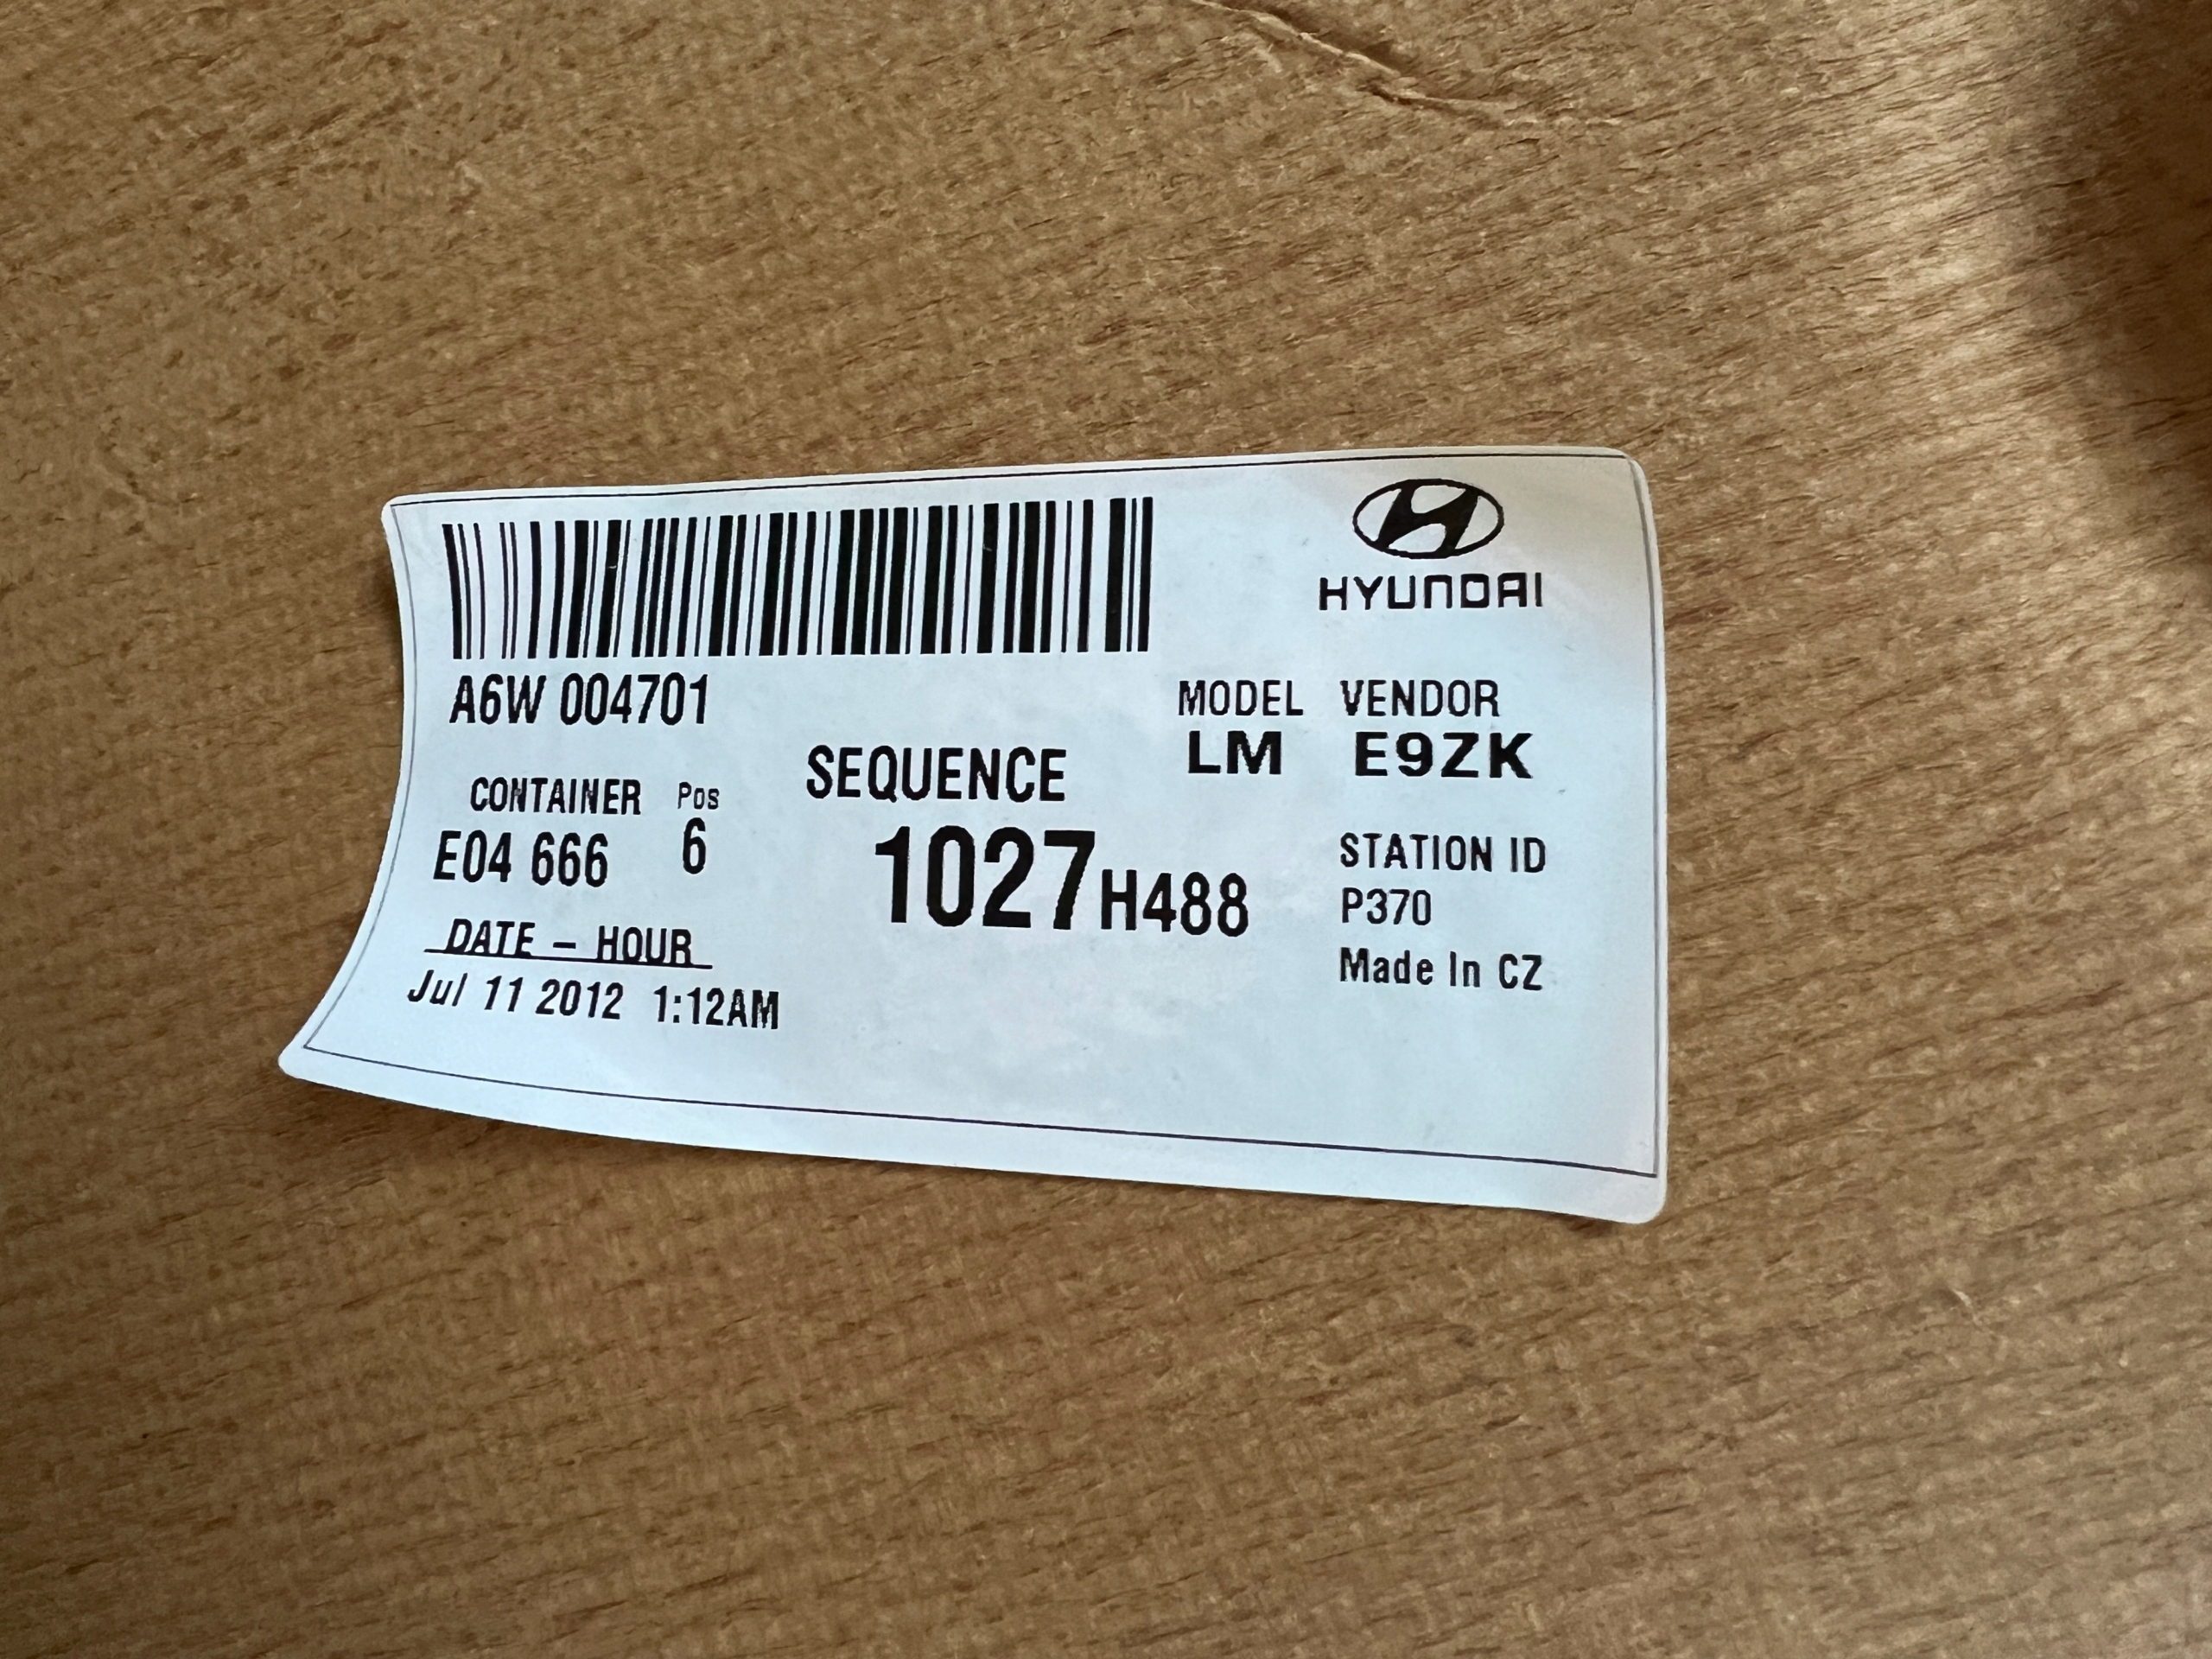 HYUNDAI
A6W 004701
MODEL VENDOR
LM E9ZK
CONTAINER Pos
E04 666 6
SEQUENCE
1027H488
STATION ID
P370
Made In CZ
DATE - HOUR
Jul 11 2012 1:12AM